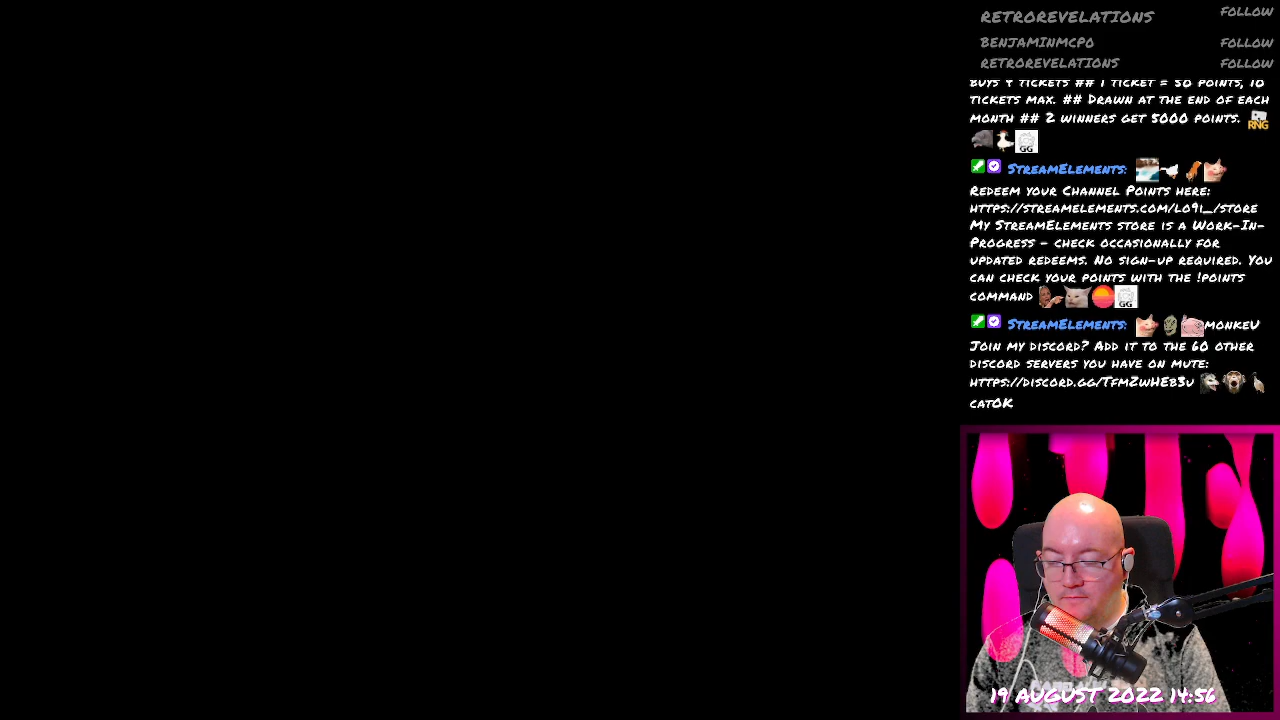 RETROREVELATIONS FOLLOW
BENJAMINMCPO FOLLOW
RETROREVELATIONS FOLLOW
BUYS 4 TICKETS ## 1 TICKET = 50 POINTS, 10
TICKETS MAX. ## DRAWN AT THE END OF EACH
MONTH ## 2 WINNERS GET 5000 POINTS. RNG
GG
STREAMELEMENTS:
REDEEM YOUR CHANNEL POINTS HERE:
HTTPS://STREAMELEMENTS.COM/LO9I_/STORE
MY STREAMELEMENTS STORE IS A WORK-IN-
PROGRESS - CHECK OCCASIONALLY FOR
UPDATED REDEEMS. NO SIGN-UP REQUIRED. YOU
CAN CHECK YOUR POINTS WITH THE !POINTS
COMMAND GG
STREAMELEMENTS: MONKEU
JOIN MY DISCORD? ADD IT TO THE 60 OTHER
DISCORD SERVERS YOU HAVE ON MUTE:
HTTPS://DISCORD.GG/TFMZWHEB3U
CATOK
19 AUGUST 2022 14:56